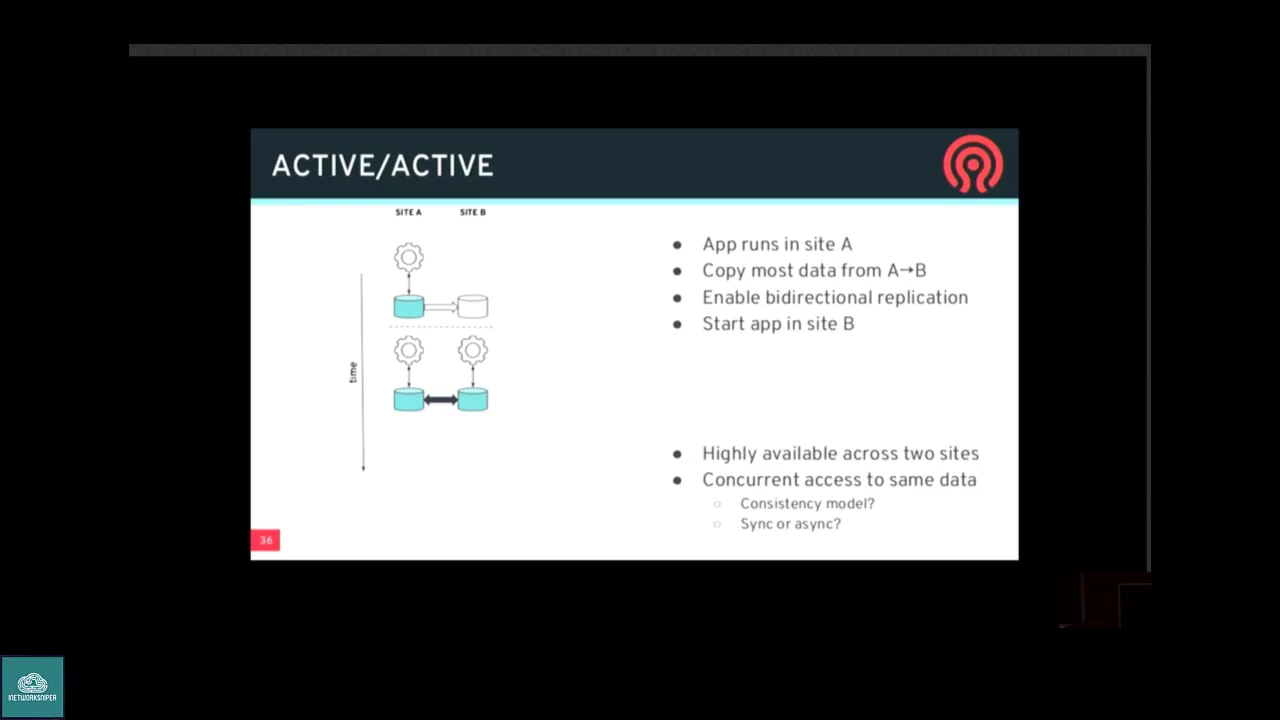 ACTIVE/ACTIVE
SITE A SITE B
time
● App runs in site A
● Copy most data from A→B
● Enable bidirectional replication
● Start app in site B
● Highly available across two sites
● Concurrent access to same data
○ Consistency model?
○ Sync or async?
36
INETWORKSNIPER